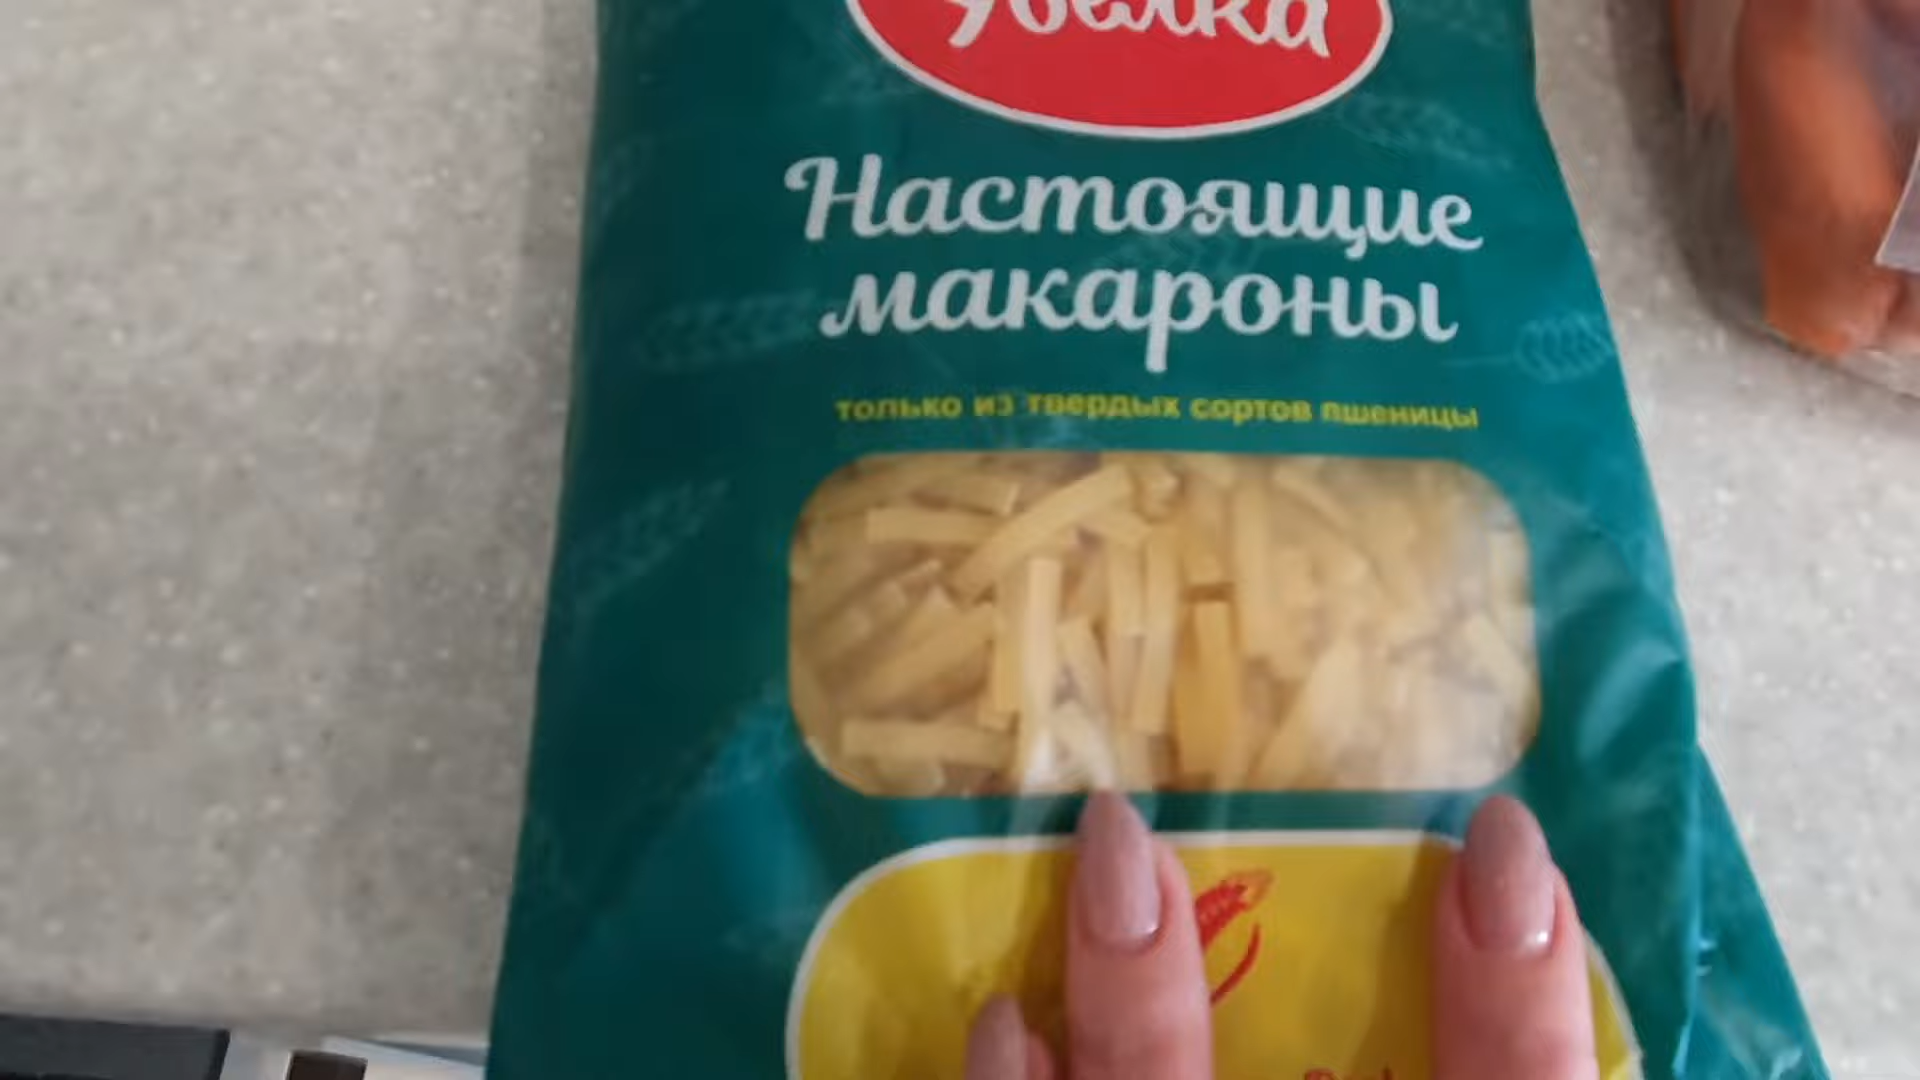 Увелка
Настоящие
макароны
только из твердых сортов пшеницы